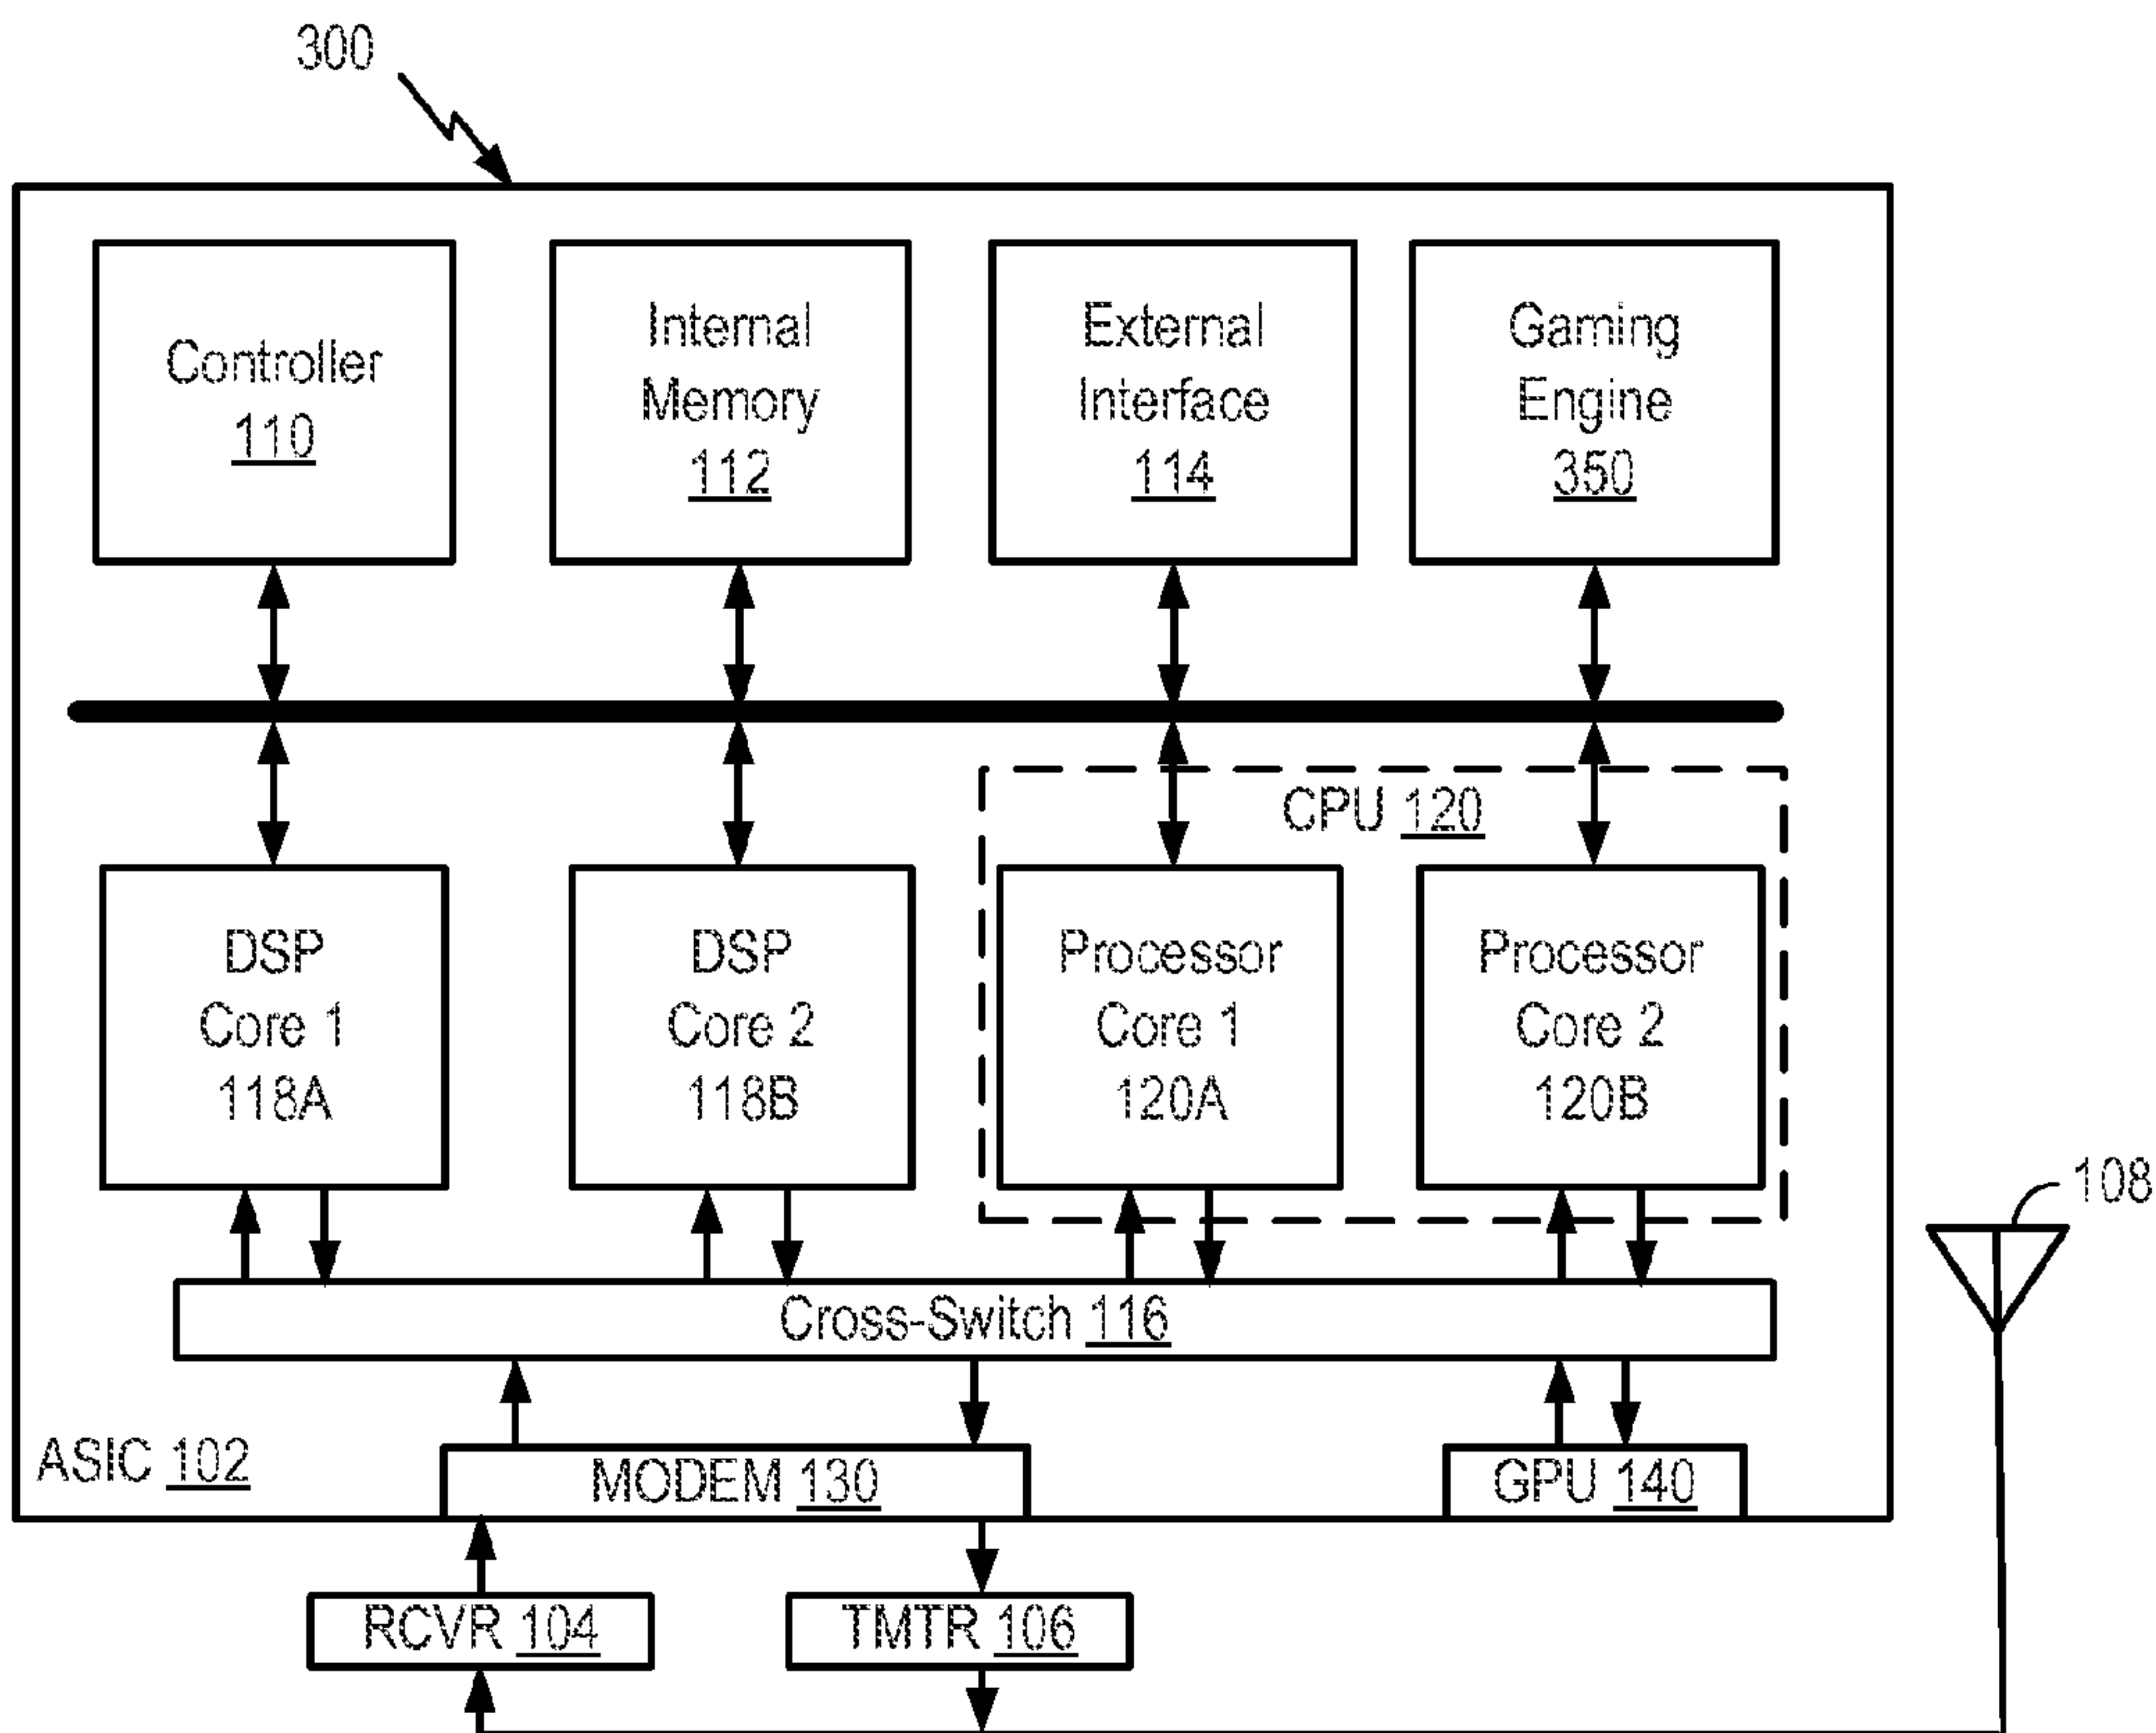 300
Controller
110
Internal
Memory
112
External
Interface
114
Gaming
Engine
350
CPU 120
DSP
Core 1
118A
DSP
Core 2
118B
Processor
Core 1
120A
Processor
Core 2
120B
108
Cross-Switch 116
ASIC 102
MODEM 130
GPU 140
RCVR 104
TMTR 106